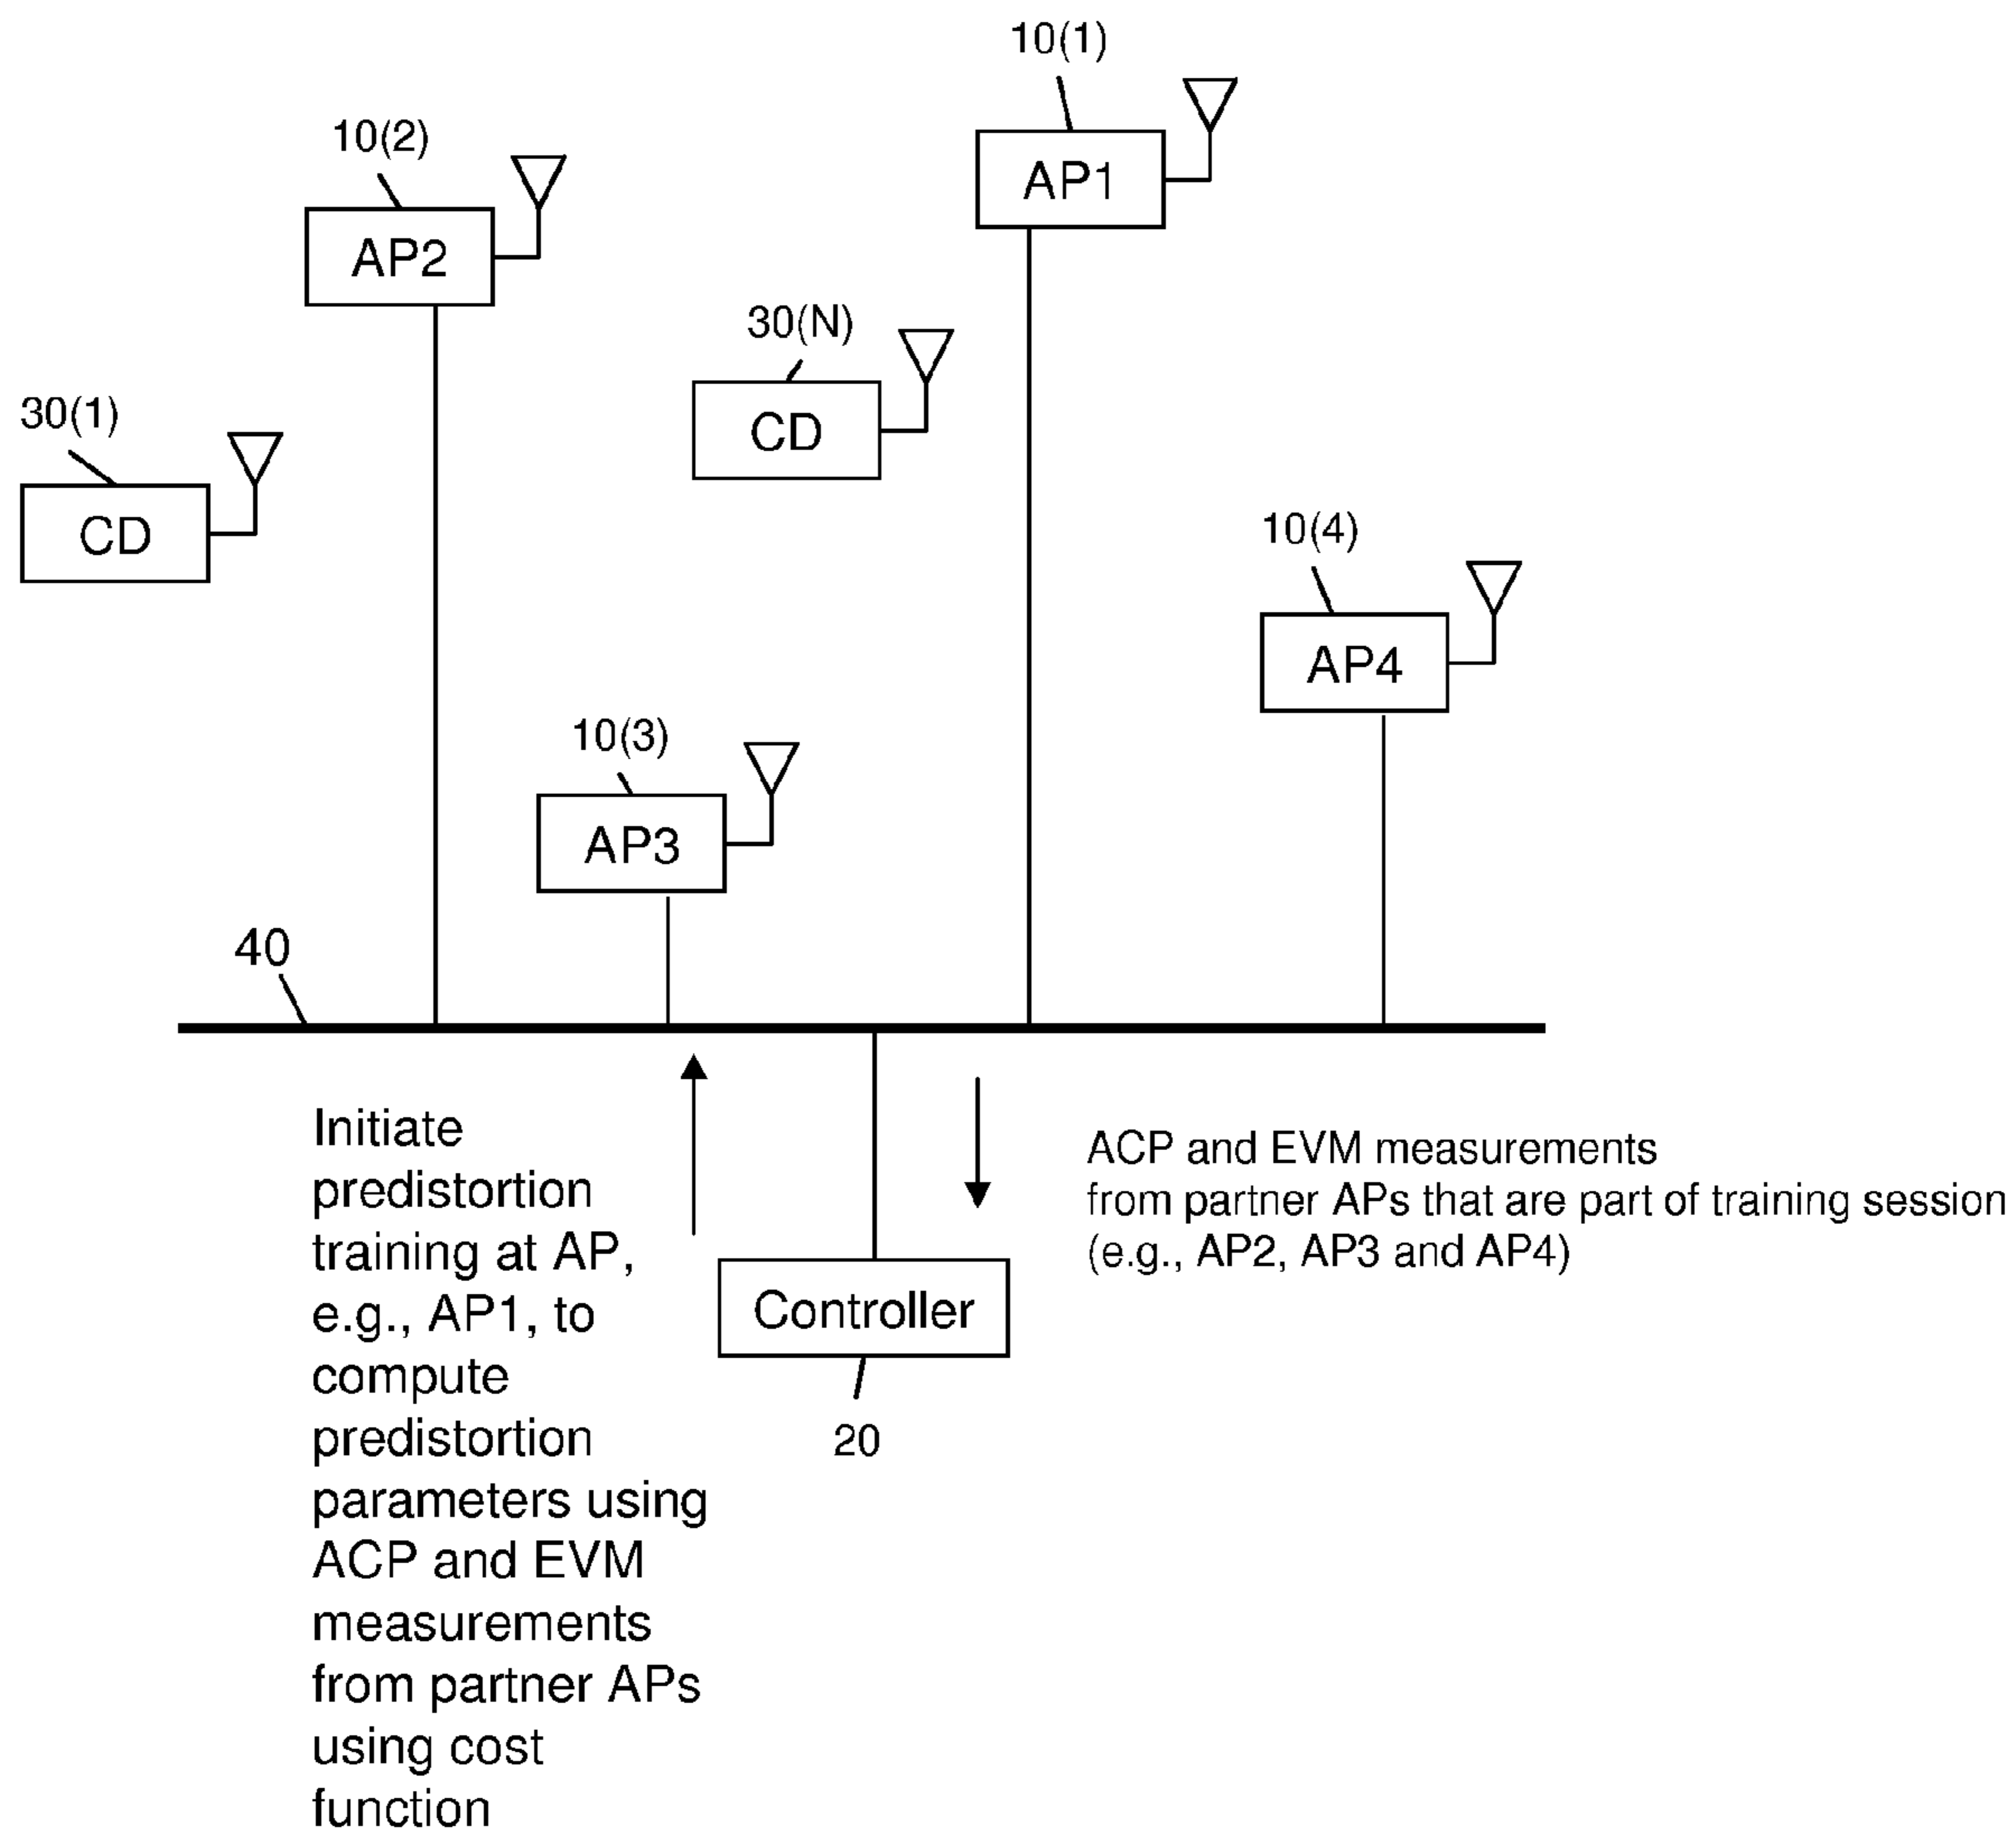 10(1)
AP1
10(2)
AP2
30(N)
CD
30(1)
CD
10(4)
AP4
10(3)
AP3
40
Initiate
predistortion
training at AP,
e.g., AP1, to
compute
predistortion
parameters using
ACP and EVM
measurements
from partner APs
using cost
function
ACP and EVM measurements
from partner APs that are part of training session
(e.g., AP2, AP3 and AP4)
Controller
20